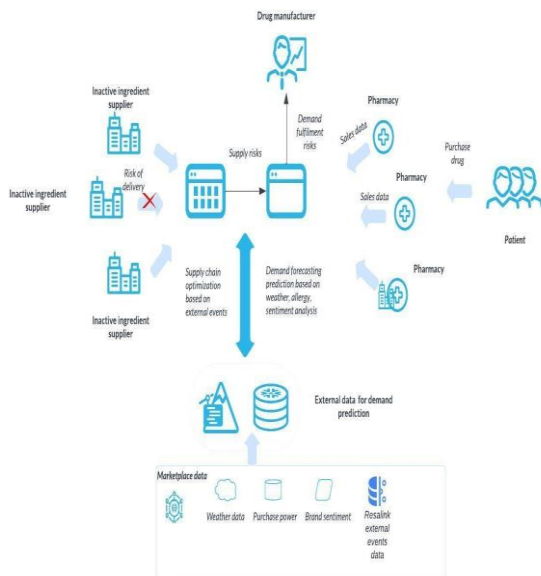 Drug manufacturer
Inactive ingredient
supplier
Pharmacy
Demand
fulfilment
risks
Sales data
Supply risks
Purchase
drug
Risk of
delivery
Pharmacy
Inactive ingredient
supplier
Sales data
Patient
Supply chain
optimization
based on
external events
Demand forecasting
prediction based on
weather, allergy,
sentiment analysis
Pharmacy
Inactive ingredient
supplier
External data for demand
prediction
Marketplace data
Weather data
Purchase power
Brand sentiment
Resalink
external
events
data